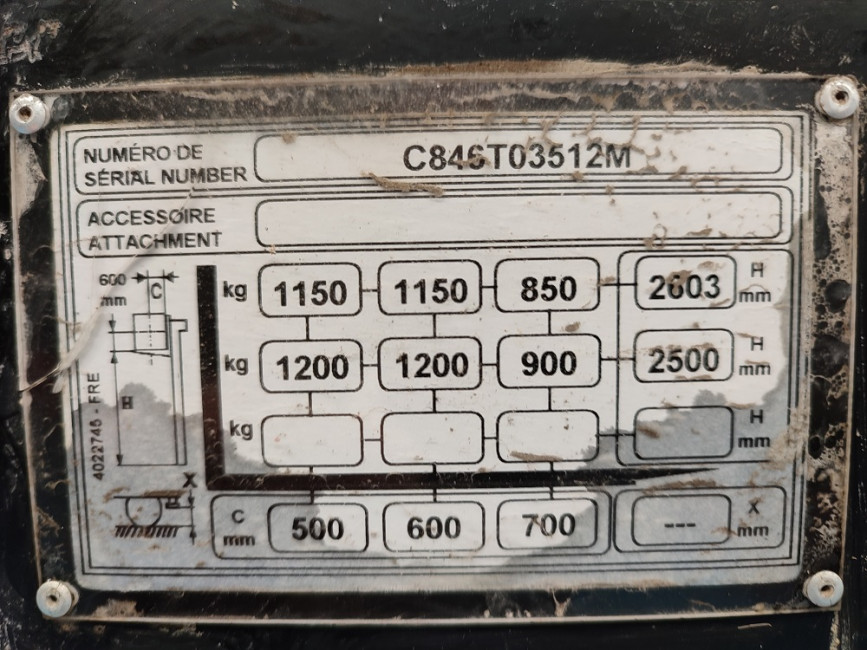 NUMÉRO DE
SÉRIAL NUMBER
C846T03512M
ACCESSOIRE
ATTACHMENT
600
mm
C
kg 1150 1150 850 2603 H
mm
kg 1200 1200 900 2500 H
mm
kg H
mm
H
4022745 - FRE
X
C
mm
500 600 700 --- X
mm